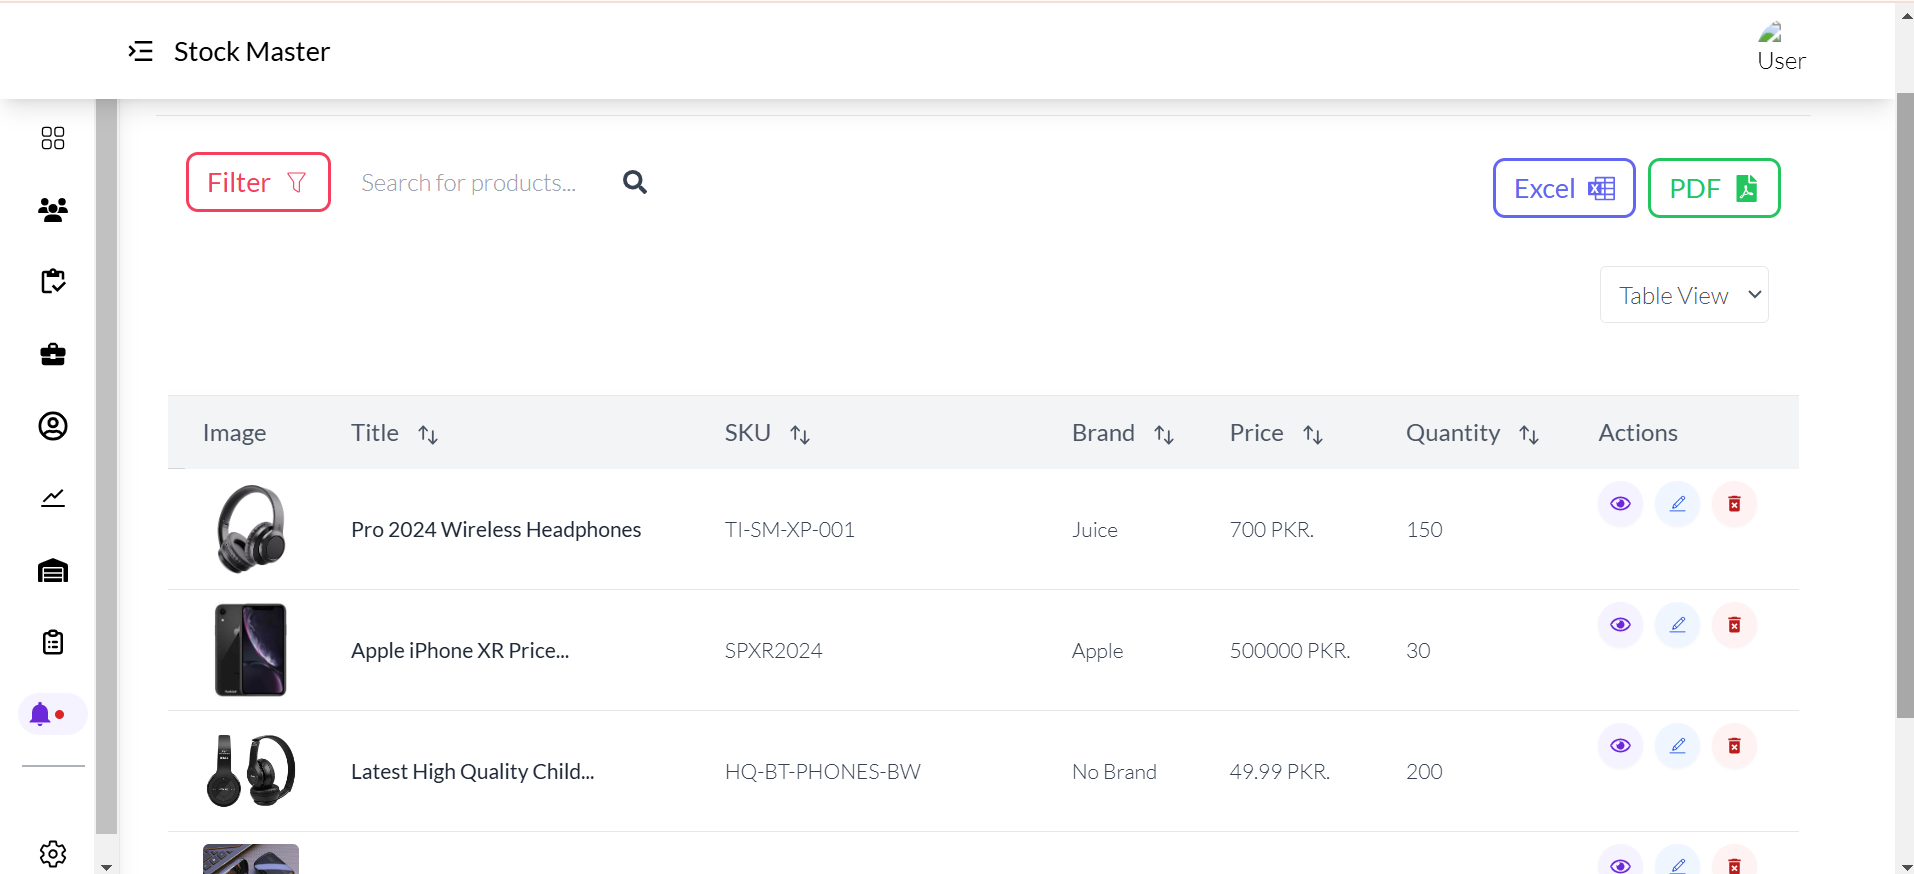 Stock Master
User
Filter
Search for products...
Excel
PDF
Table View
Image Title SKU Brand Price Quantity Actions
Pro 2024 Wireless Headphones TI-SM-XP-001 Juice 700 PKR. 150
Apple iPhone XR Price... SPXR2024 Apple 500000 PKR. 30
Latest High Quality Child... HQ-BT-PHONES-BW No Brand 49.99 PKR. 200